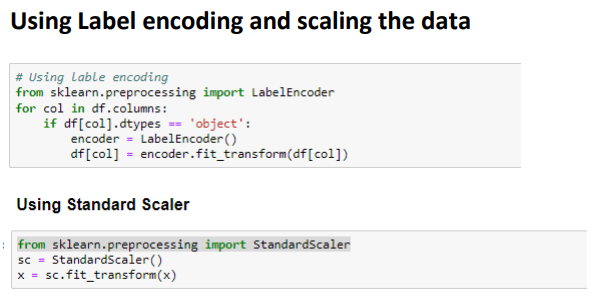 Using Label encoding and scaling the data
# Using lable encoding
from sklearn.preprocessing import LabelEncoder
for col in df.columns:
    if df[col].dtypes == 'object':
        encoder = LabelEncoder()
        df[col] = encoder.fit_transform(df[col])
Using Standard Scaler
:
from sklearn.preprocessing import StandardScaler
sc = StandardScaler()
x = sc.fit_transform(x)